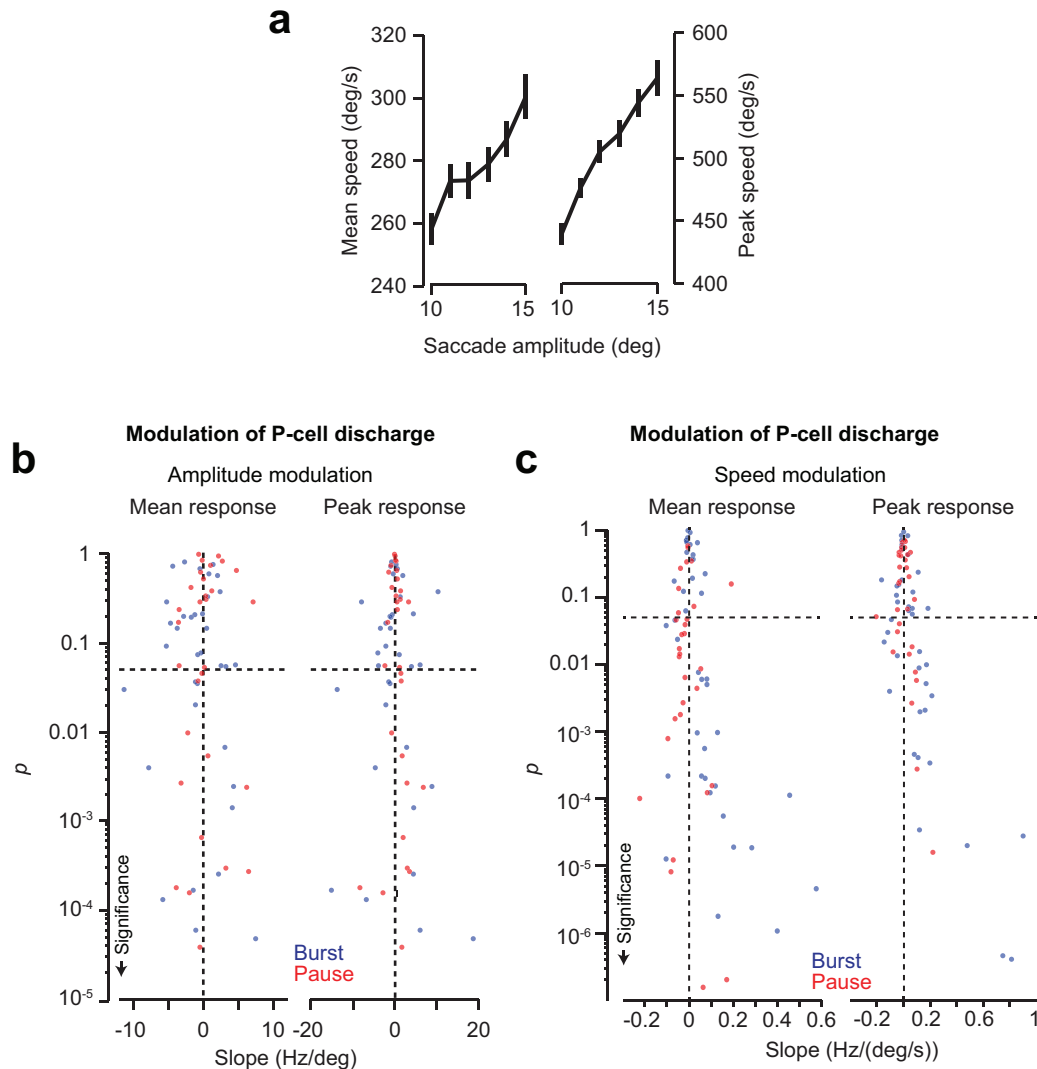 a
320
300
280
260
240
Mean speed (deg/s)
10
15
10
15
600
550
500
450
400
Peak speed (deg/s)
Saccade amplitude (deg)
b
Modulation of P-cell discharge
Amplitude modulation
Mean response
Peak response
1
0.1
0.01
10-3
10-4
10-5
p
Significance
Burst
Pause
-10
0
10
-20
0
20
Slope (Hz/deg)
c
Modulation of P-cell discharge
Speed modulation
Mean response
Peak response
1
0.1
0.01
10-3
10-4
10-5
10-6
p
Significance
Burst
Pause
-0.2
0
0.2
0.4
0.6
-0.2
0
0.2
0.6
1
Slope (Hz/(deg/s))